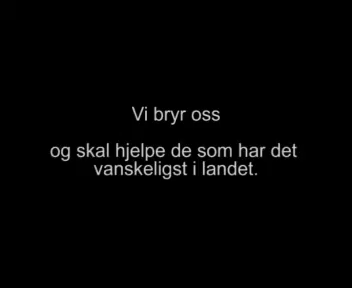 Vi bryr oss
og skal hjelpe de som har det
vanskeligst i landet.